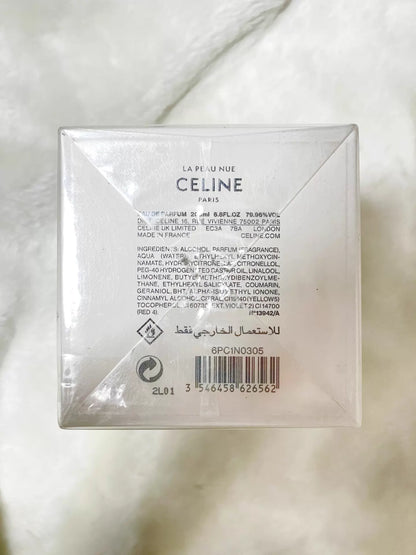 LA PEAU NUE
CELINE
PARIS
EAU DE PARFUM 200ml 6.8FL.OZ 79.96%VOL
CELINE 16, RUE VIVIENNE 75002 PARIS
CELINE UK LIMITED EC3A 7BA LONDON
MADE IN FRANCE CELINE.COM
INGREDIENTS: ALCOHOL, PARFUM (FRAGRANCE),
AQUA (WATER), ETHYLHEXYL METHOXYCIN-
NAMATE, HYDROXYCITRONELLAL, CITRONELLOL,
PEG-40 HYDROGENATED CASTOR OIL, LINALOOL,
LIMONENE, BUTYL METHOXYDIBENZOYLME-
THANE, ETHYLHEXYL SALICYLATE, COUMARIN,
GERANIOL, BHT, ALPHA-ISOMETHYL IONONE,
CINNAMYL ALCOHOL, CITRAL, CI 19140 (YELLOW 5)
TOCOPHEROL, CI 60730 EXT. VIOLET 2) CI 14700
(RED 4). N°13942/A
للاستعمال الخارجي فقط
6PC1N0305
2L01
3 546458 626562